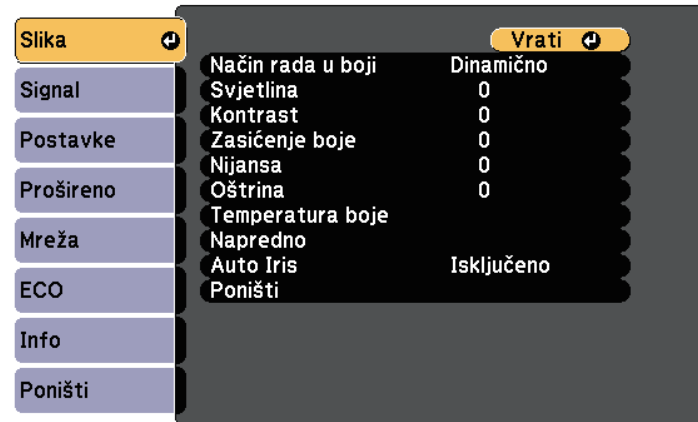 Slika
Signal
Postavke
Prošireno
Mreža
ECO
Info
Poništi
Vrati
Način rada u boji Dinamično
Svjetlina 0
Kontrast 0
Zasićenje boje 0
Nijansa 0
Oštrina 0
Temperatura boje
Napredno
Auto Iris Isključeno
Poništi